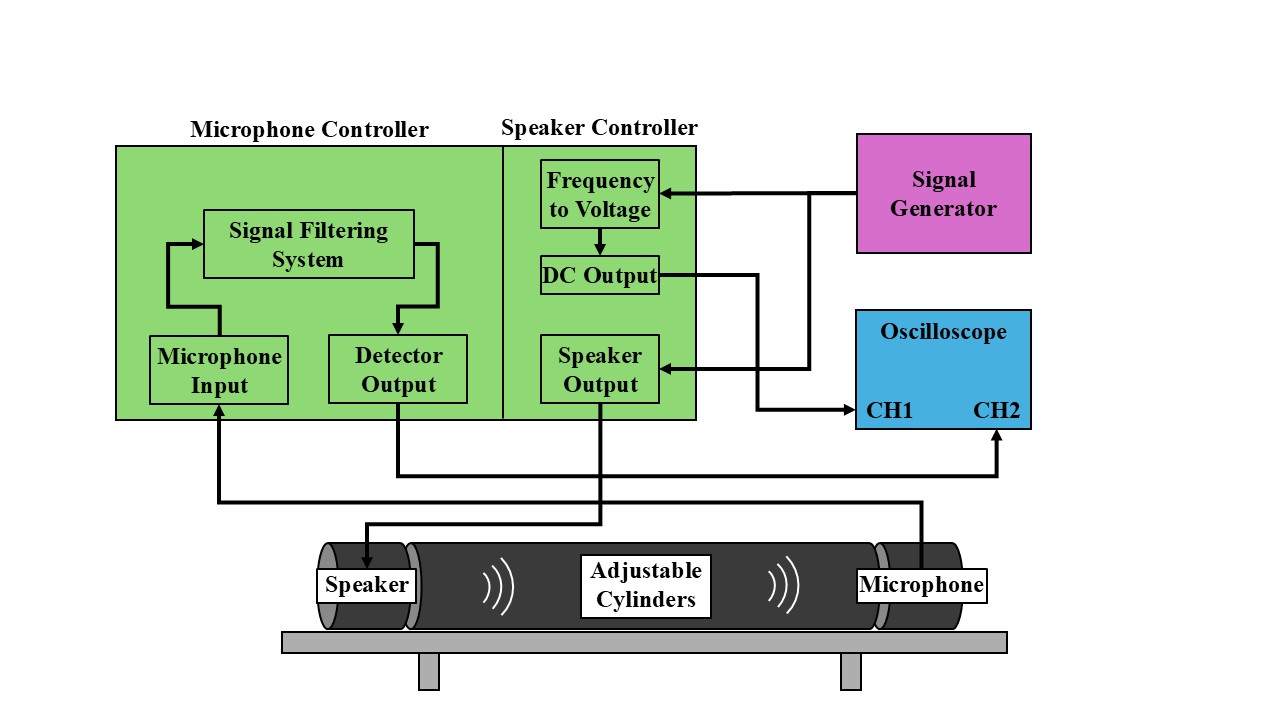 Microphone Controller
Speaker Controller
Frequency
to Voltage
Signal
Generator
Signal Filtering
System
DC Output
Oscilloscope
Microphone
Input
Detector
Output
Speaker
Output
CH1
CH2
Speaker
Adjustable
Cylinders
Microphone